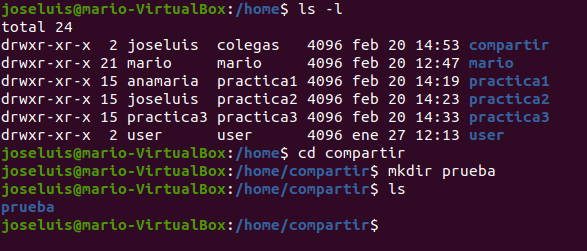 joseluis@mario-VirtualBox:/home$ ls -l
total 24
drwxr-xr-x  2 joseluis  colegas   4096 feb 20 14:53 compartir
drwxr-xr-x 21 mario     mario     4096 feb 20 12:47 mario
drwxr-xr-x 15 anamaria  practica1 4096 feb 20 14:19 practica1
drwxr-xr-x 15 joseluis  practica2 4096 feb 20 14:23 practica2
drwxr-xr-x 15 practica3 practica3 4096 feb 20 14:33 practica3
drwxr-xr-x  2 user      user      4096 ene 27 12:13 user
joseluis@mario-VirtualBox:/home$ cd compartir
joseluis@mario-VirtualBox:/home/compartir$ mkdir prueba
joseluis@mario-VirtualBox:/home/compartir$ ls
prueba
joseluis@mario-VirtualBox:/home/compartir$